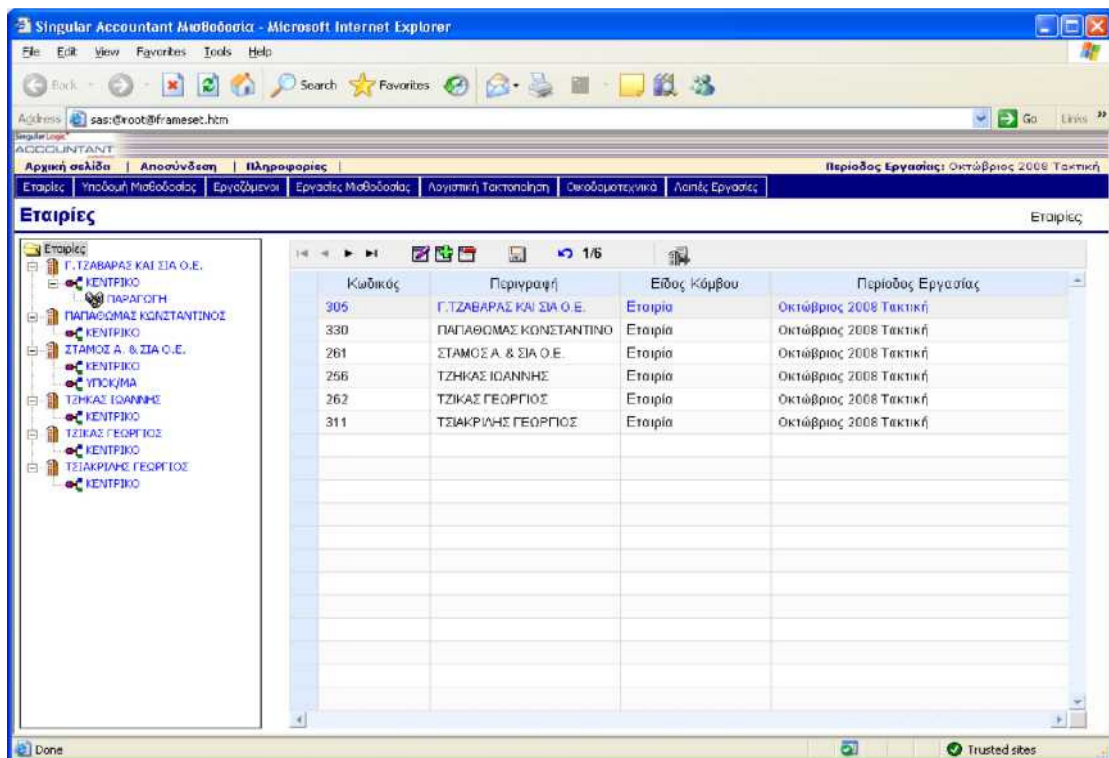 Singular Accountant Μισθοδοσία - Microsoft Internet Explorer
File Edit View Favorites Tools Help
Back Search Favorites
Address sas:@root@frameset.htm Go Links
SingularLogic
ACCOUNTANT
Αρχική σελίδα | Αποσύνδεση | Πληροφορίες | Περίοδος Εργασίας: Οκτώβριος 2008 Τακτική
Εταιρίες Υποδομή Μισθοδοσίας Εργαζόμενοι Εργασίες Μισθοδοσίας Λογιστική Τακτοποίηση Οικοδομοτεχνικά Λοιπές Εργασίες
Εταιρίες Εταιρίες
Εταιρίες
Γ.ΤΖΑΒΑΡΑΣ ΚΑΙ ΣΙΑ Ο.Ε.
ΚΕΝΤΡΙΚΟ
ΠΑΡΑΓΩΓΗ
ΠΑΠΑΘΩΜΑΣ ΚΩΝΣΤΑΝΤΙΝΟΣ
ΚΕΝΤΡΙΚΟ
ΣΤΑΜΟΣ Α. & ΣΙΑ Ο.Ε.
ΚΕΝΤΡΙΚΟ
ΥΠΟΚ/ΜΑ
ΤΖΗΚΑΣ ΙΩΑΝΝΗΣ
ΚΕΝΤΡΙΚΟ
ΤΖΙΚΑΣ ΓΕΩΡΓΙΟΣ
ΚΕΝΤΡΙΚΟ
ΤΣΙΑΚΡΙΛΗΣ ΓΕΩΡΓΙΟΣ
ΚΕΝΤΡΙΚΟ
1/6
Κωδικός Περιγραφή Είδος Κόμβου Περίοδος Εργασίας
305 Γ.ΤΖΑΒΑΡΑΣ ΚΑΙ ΣΙΑ Ο.Ε. Εταιρία Οκτώβριος 2008 Τακτική
330 ΠΑΠΑΘΩΜΑΣ ΚΩΝΣΤΑΝΤΙΝΟ Εταιρία Οκτώβριος 2008 Τακτική
261 ΣΤΑΜΟΣ Α. & ΣΙΑ Ο.Ε. Εταιρία Οκτώβριος 2008 Τακτική
256 ΤΖΗΚΑΣ ΙΩΑΝΝΗΣ Εταιρία Οκτώβριος 2008 Τακτική
262 ΤΖΙΚΑΣ ΓΕΩΡΓΙΟΣ Εταιρία Οκτώβριος 2008 Τακτική
311 ΤΣΙΑΚΡΙΛΗΣ ΓΕΩΡΓΙΟΣ Εταιρία Οκτώβριος 2008 Τακτική
Done Trusted sites